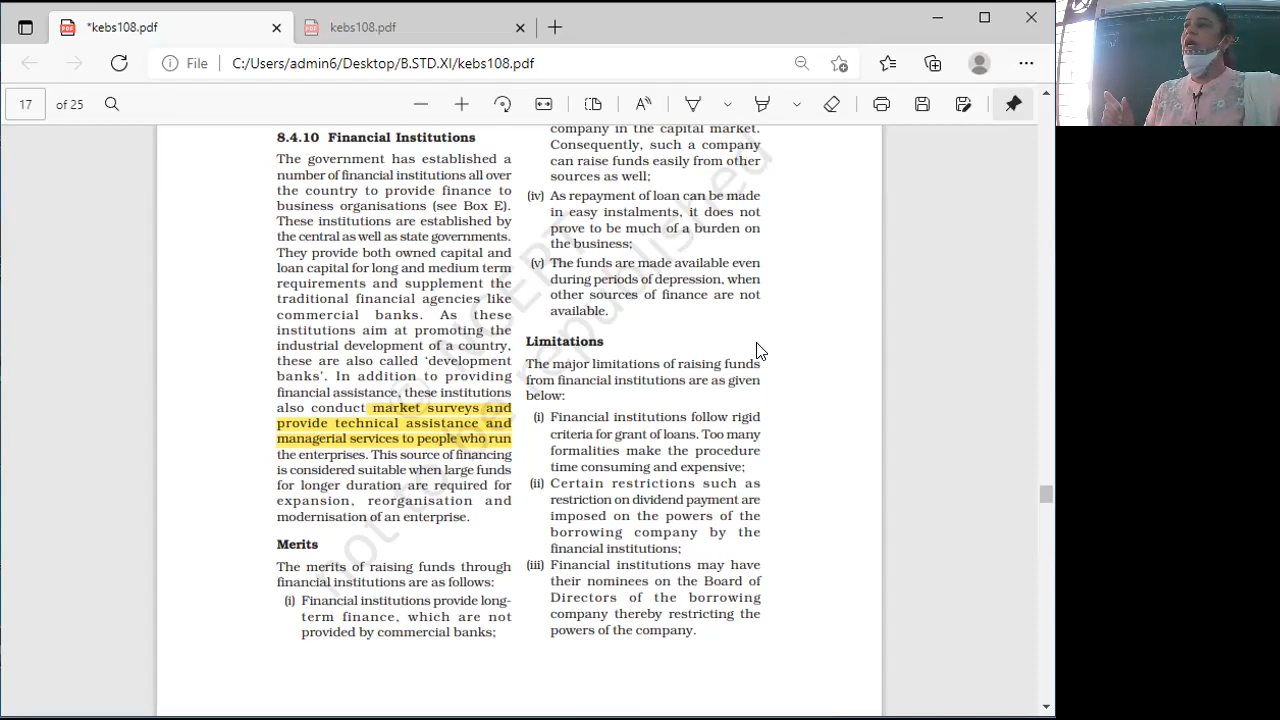 *kebs108.pdf
kebs108.pdf
File
C:/Users/admin6/Desktop/B.STD.XI/kebs108.pdf
17
of 25
8.4.10 Financial Institutions
The government has established a
number of financial institutions all over
the country to provide finance to
business organisations (see Box E).
These institutions are established by
the central as well as state governments.
They provide both owned capital and
loan capital for long and medium term
requirements and supplement the
traditional financial agencies like
commercial banks. As these
institutions aim at promoting the
industrial development of a country,
these are also called ‘development
banks’. In addition to providing
financial assistance, these institutions
also conduct market surveys and
provide technical assistance and
managerial services to people who run
the enterprises. This source of financing
is considered suitable when large funds
for longer duration are required for
expansion, reorganisation and
modernisation of an enterprise.
Merits
The merits of raising funds through
financial institutions are as follows:
(i) Financial institutions provide long-
term finance, which are not
provided by commercial banks;
company in the capital market.
Consequently, such a company
can raise funds easily from other
sources as well;
(iv) As repayment of loan can be made
in easy instalments, it does not
prove to be much of a burden on
the business;
(v) The funds are made available even
during periods of depression, when
other sources of finance are not
available.
Limitations
The major limitations of raising funds
from financial institutions are as given
below:
(i) Financial institutions follow rigid
criteria for grant of loans. Too many
formalities make the procedure
time consuming and expensive;
(ii) Certain restrictions such as
restriction on dividend payment are
imposed on the powers of the
borrowing company by the
financial institutions;
(iii) Financial institutions may have
their nominees on the Board of
Directors of the borrowing
company thereby restricting the
powers of the company.
© NCERT
not to be republished